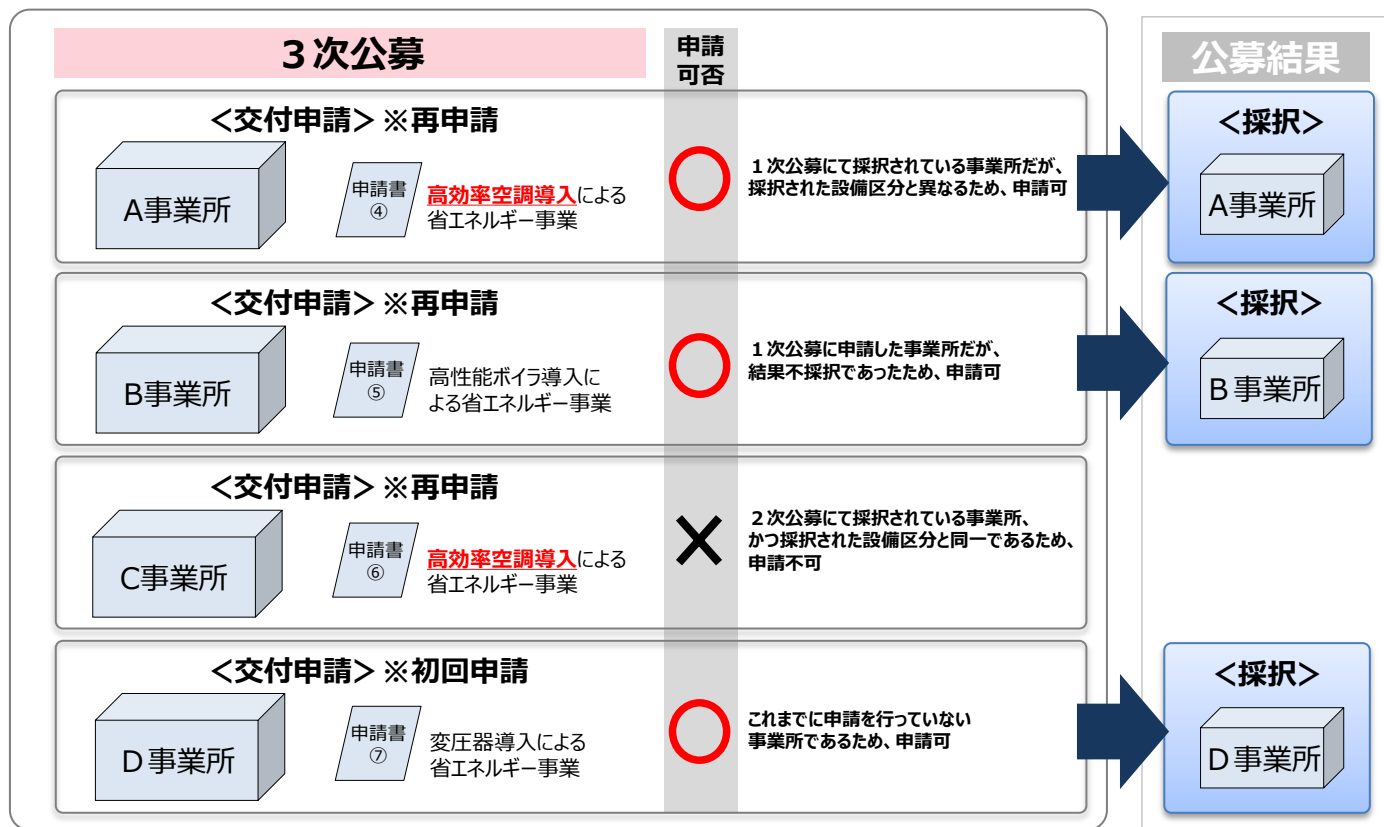 ３次公募
申請
可否
公募結果
＜交付申請＞※再申請
A事業所
申請書
④
高効率空調導入による
省エネルギー事業
１次公募にて採択されている事業所だが、
採択された設備区分と異なるため、申請可
＜採択＞
A事業所
＜交付申請＞※再申請
B事業所
申請書
⑤
高性能ボイラ導入に
よる省エネルギー事業
１次公募に申請した事業所だが、
結果不採択であったため、申請可
＜採択＞
Ｂ事業所
＜交付申請＞※再申請
C事業所
申請書
⑥
高効率空調導入による
省エネルギー事業
２次公募にて採択されている事業所、
かつ採択された設備区分と同一であるため、
申請不可
＜交付申請＞※初回申請
Ｄ事業所
申請書
⑦
変圧器導入による
省エネルギー事業
これまでに申請を行っていない
事業所であるため、申請可
＜採択＞
Ｄ事業所